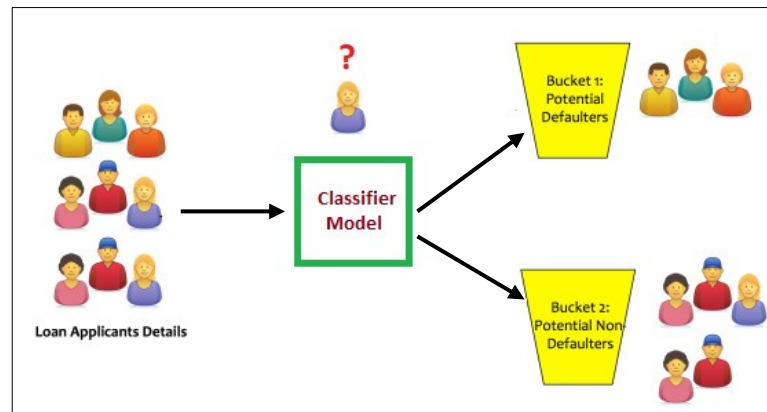 ?
Bucket 1:
Potential
Defaulters
Classifier
Model
Bucket 2:
Potential Non-
Defaulters
Loan Applicants Details